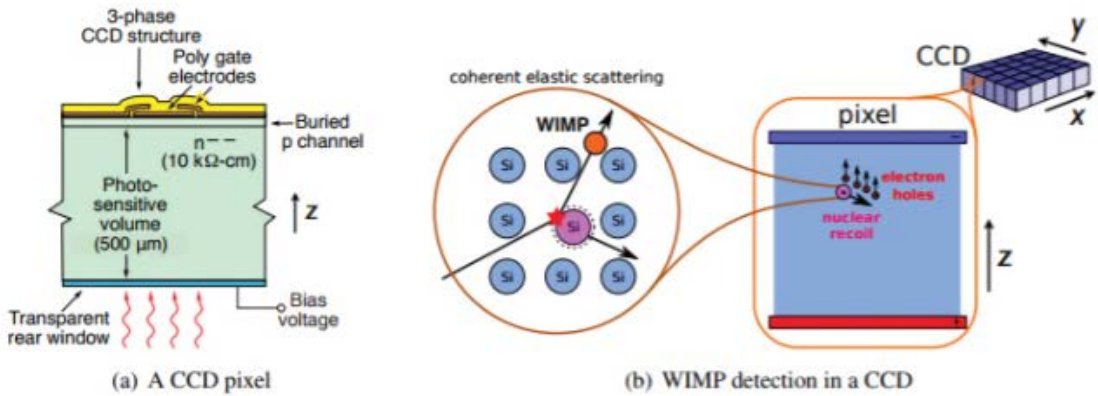 3-phase
CCD structure
Poly gate
electrodes
Buried
p channel
n−−
(10 kΩ-cm)
Photo-
sensitive
volume
(500 µm)
z
Transparent
rear window
Bias
voltage
(a) A CCD pixel
coherent elastic scattering
WIMP
Si Si Si
Si Si Si
Si Si Si
CCD
y
x
pixel
−
electron
holes
nuclear
recoil
z
+
(b) WIMP detection in a CCD